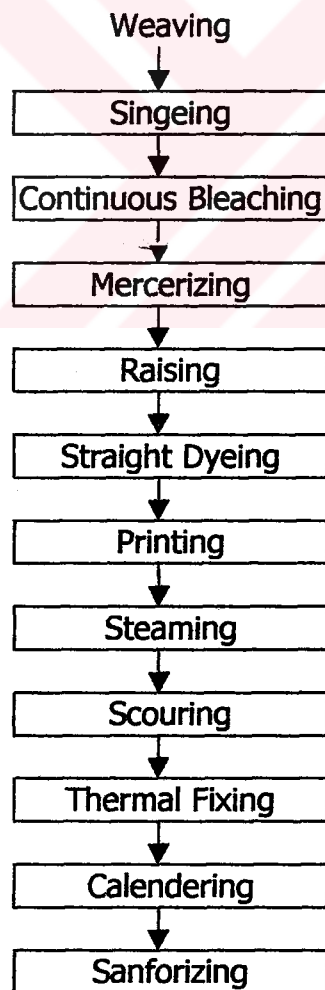 Weaving
Singeing
Continuous Bleaching
Mercerizing
Raising
Straight Dyeing
Printing
Steaming
Scouring
Thermal Fixing
Calendering
Sanforizing